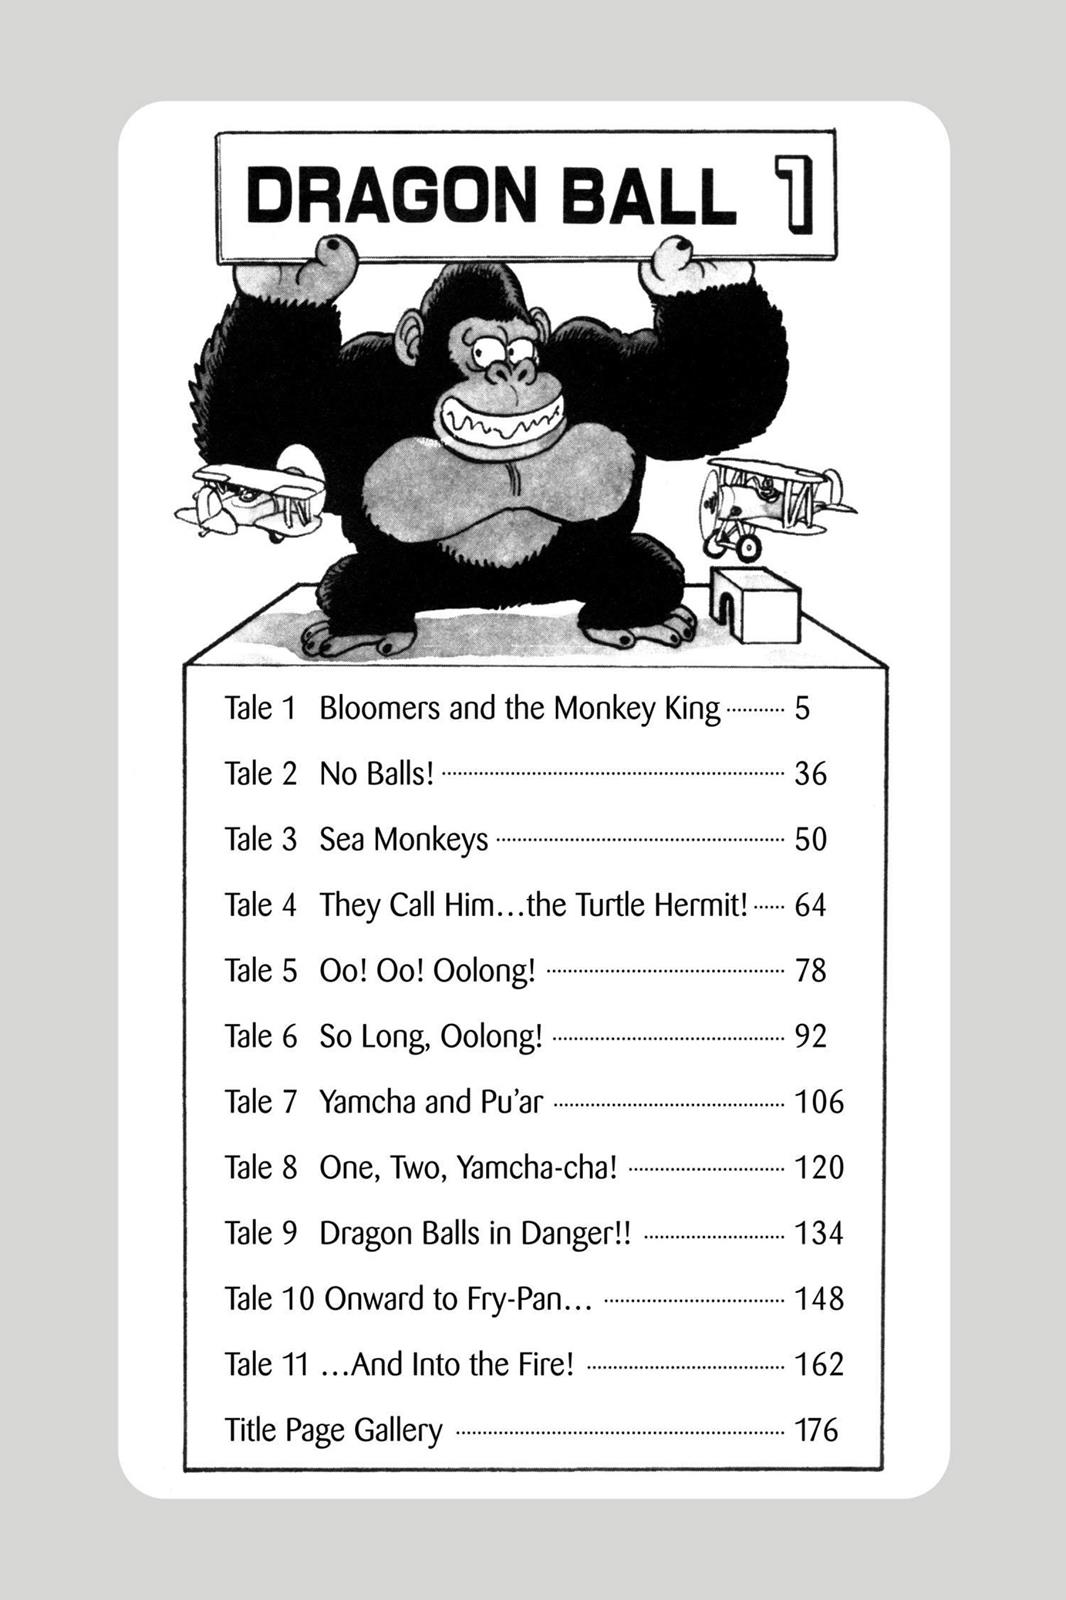 DRAGON BALL 1
Tale 1 Bloomers and the Monkey King ·········· 5
Tale 2 No Balls! ·········· 36
Tale 3 Sea Monkeys ·········· 50
Tale 4 They Call Him...the Turtle Hermit! ······ 64
Tale 5 Oo! Oo! Oolong! ·········· 78
Tale 6 So Long, Oolong! ·········· 92
Tale 7 Yamcha and Pu’ar ·········· 106
Tale 8 One, Two, Yamcha-cha! ·········· 120
Tale 9 Dragon Balls in Danger!! ·········· 134
Tale 10 Onward to Fry-Pan... ·········· 148
Tale 11 ...And Into the Fire! ·········· 162
Title Page Gallery ·········· 176